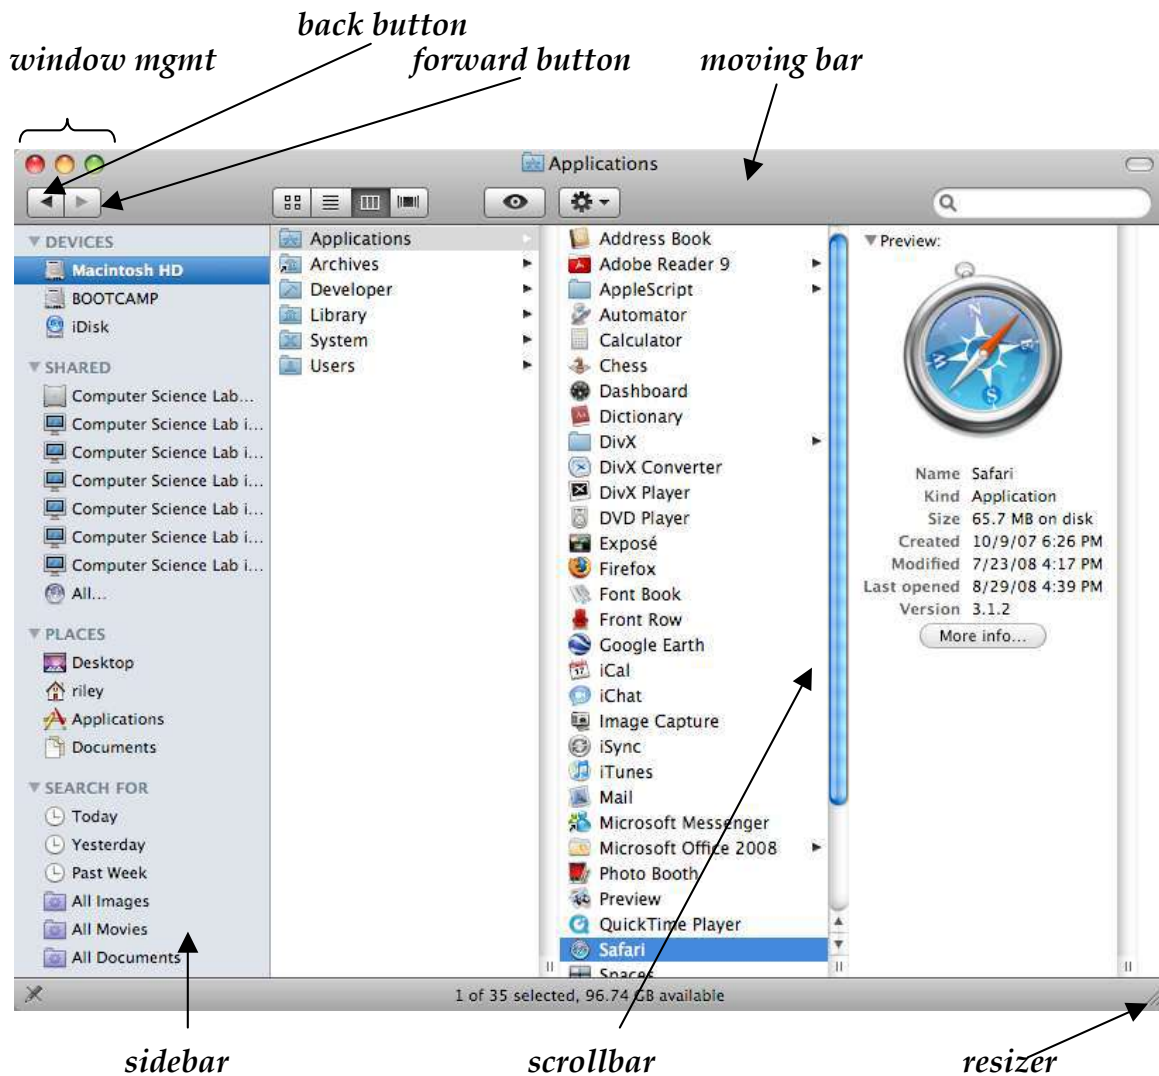 back button
window mgmt
forward button
moving bar
Applications
DEVICES
Macintosh HD
BOOTCAMP
iDisk
SHARED
Computer Science Lab...
Computer Science Lab i...
Computer Science Lab i...
Computer Science Lab i...
Computer Science Lab i...
Computer Science Lab i...
Computer Science Lab i...
All...
PLACES
Desktop
riley
Applications
Documents
SEARCH FOR
Today
Yesterday
Past Week
All Images
All Movies
All Documents
Applications
Archives
Developer
Library
System
Users
Address Book
Adobe Reader 9
AppleScript
Automator
Calculator
Chess
Dashboard
Dictionary
DivX
DivX Converter
DivX Player
DVD Player
Exposé
Firefox
Font Book
Front Row
Google Earth
iCal
iChat
Image Capture
iSync
iTunes
Mail
Microsoft Messenger
Microsoft Office 2008
Photo Booth
Preview
QuickTime Player
Safari
Spaces
Preview:
Name Safari
Kind Application
Size 65.7 MB on disk
Created 10/9/07 6:26 PM
Modified 7/23/08 4:17 PM
Last opened 8/29/08 4:39 PM
Version 3.1.2
More info...
1 of 35 selected, 96.74 GB available
sidebar
scrollbar
resizer